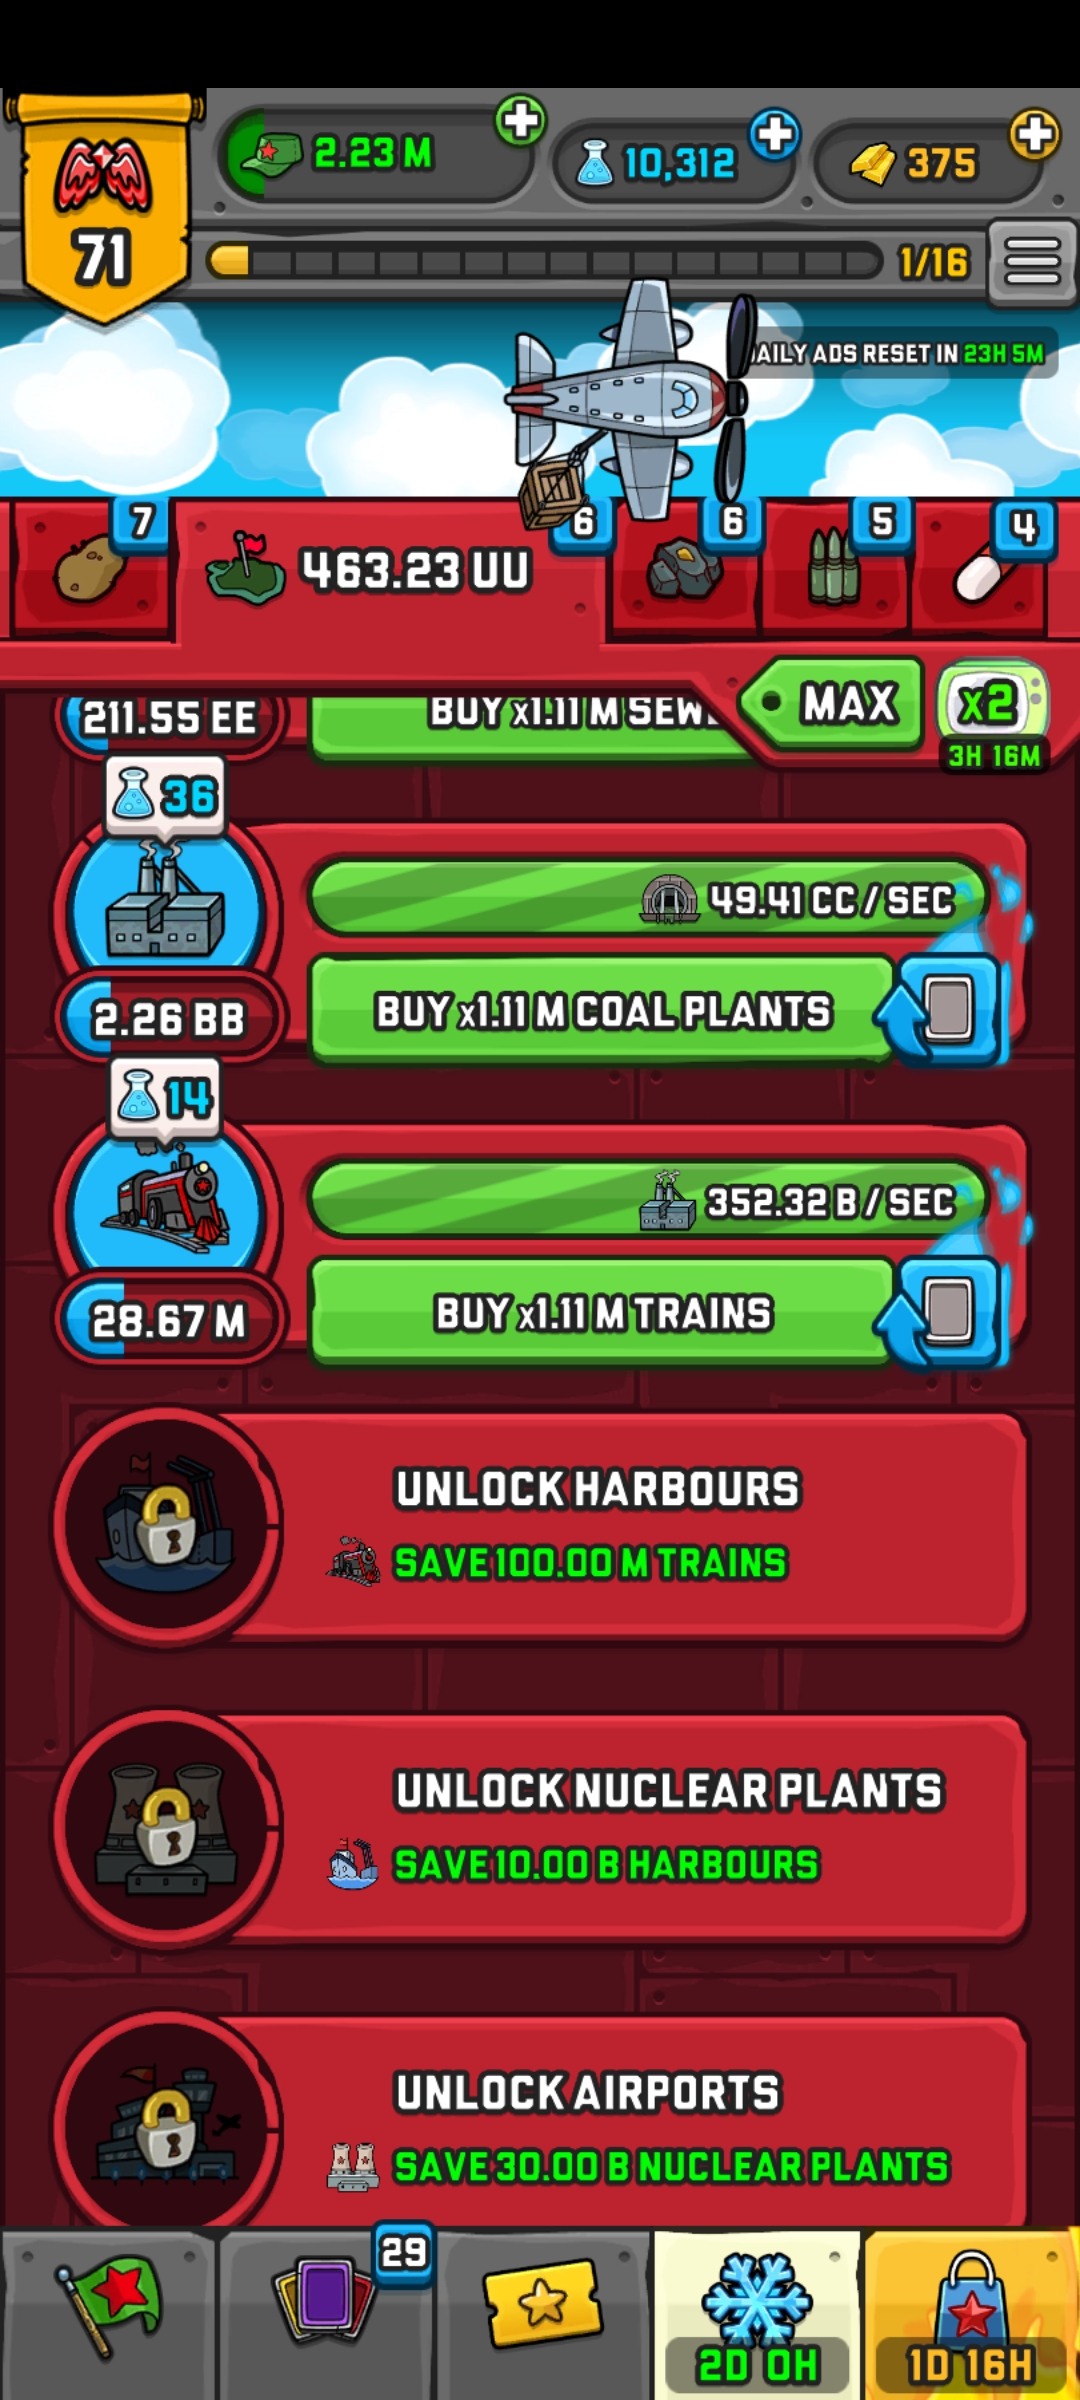 71
2.23 M
10,312
375
1/16
AILY ADS RESET IN 23H 5M
7
463.23 UU
6
6
5
4
MAX
x2
3H 16M
211.55 EE
BUY x1.11 M
36
49.41 CC / SEC
2.26 BB
BUY x1.11 M COAL PLANTS
14
352.32 B / SEC
28.67 M
BUY x1.11 M TRAINS
UNLOCK HARBOURS
SAVE 100.00 M TRAINS
UNLOCK NUCLEAR PLANTS
SAVE 10.00 B HARBOURS
UNLOCK AIRPORTS
SAVE 30.00 B NUCLEAR PLANTS
29
2D 0H
1D 16H